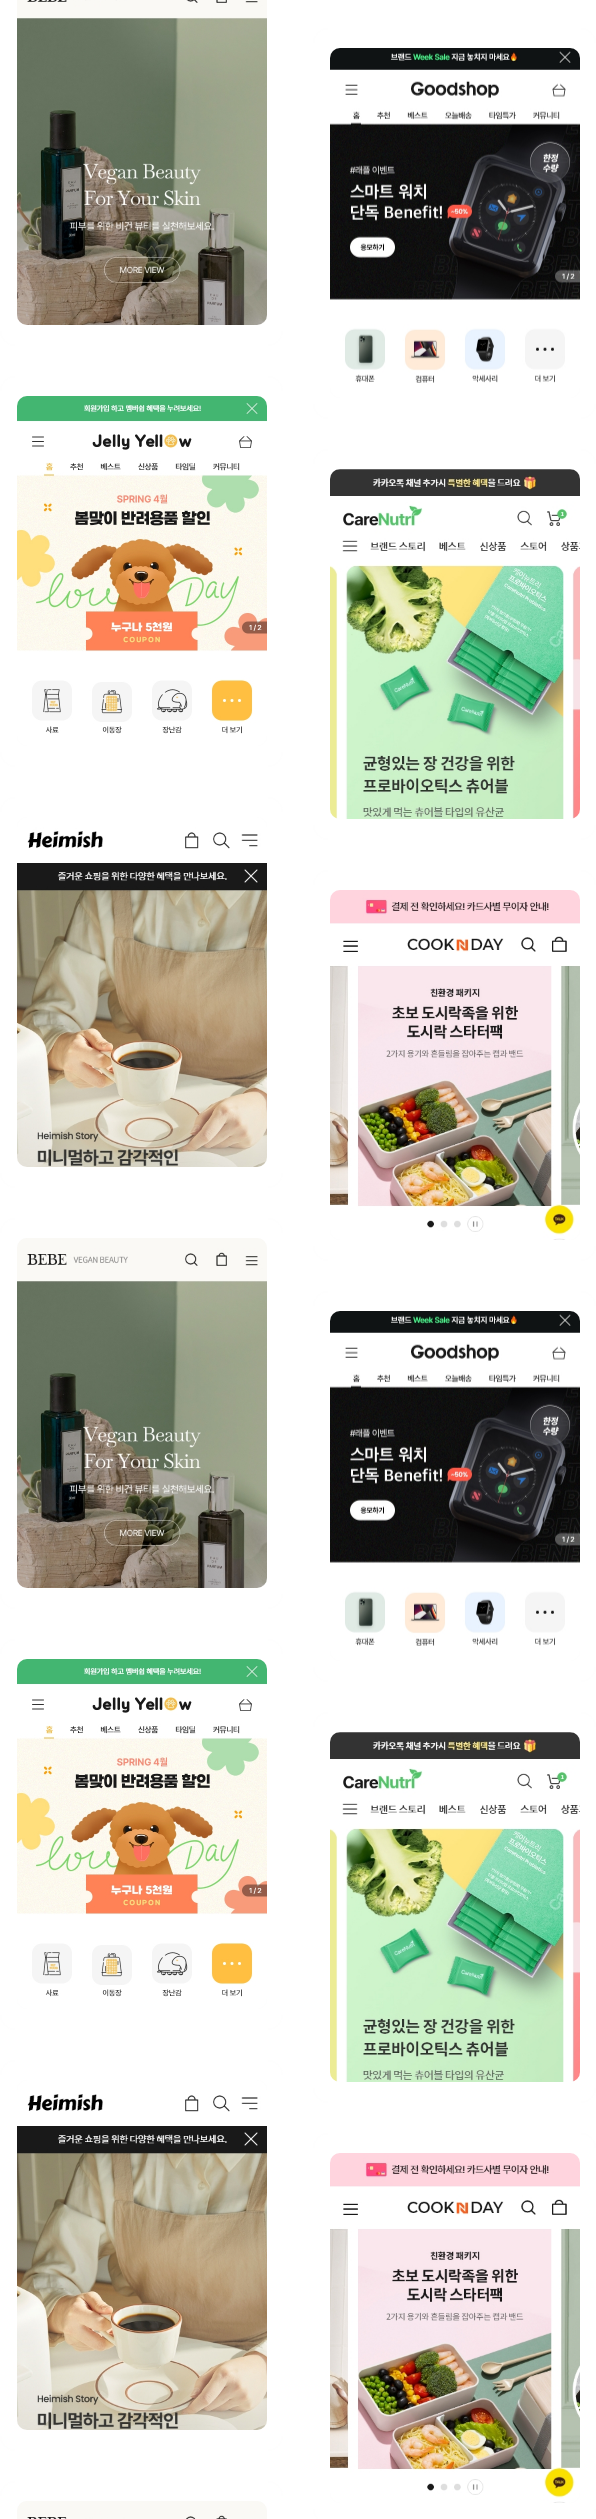 Vegan Beauty
For Your Skin
피부를 위한 비건 뷰티를 실천해보세요.
MORE VIEW
회원가입 하고 멤버쉽 혜택을 누려보세요!
Jelly Yellow
홈 추천 베스트 신상품 타임딜 커뮤니티
SPRING 4월
봄맞이 반려용품 할인
love Day
누구나 5천원
COUPON
1 / 2
사료 이동장 장난감 더 보기
Heimish
즐거운 쇼핑을 위한 다양한 혜택을 만나보세요.
Heimish Story
미니멀하고 감각적인
BEBE VEGAN BEAUTY
Vegan Beauty
For Your Skin
피부를 위한 비건 뷰티를 실천해보세요.
MORE VIEW
회원가입 하고 멤버쉽 혜택을 누려보세요!
Jelly Yellow
홈 추천 베스트 신상품 타임딜 커뮤니티
SPRING 4월
봄맞이 반려용품 할인
love Day
누구나 5천원
COUPON
1 / 2
사료 이동장 장난감 더 보기
Heimish
즐거운 쇼핑을 위한 다양한 혜택을 만나보세요.
Heimish Story
미니멀하고 감각적인
브랜드 Week Sale 지금 놓치지 마세요
Goodshop
홈 추천 베스트 오늘배송 타임특가 커뮤니티
한정
수량
#래플 이벤트
스마트 워치
단독 Benefit! ~60%
응모하기
1 / 2
휴대폰 컴퓨터 악세사리 더 보기
카카오톡 채널 추가시 특별한 혜택을 드려요
CareNutri 1
브랜드 스토리 베스트 신상품 스토어 상품
프로바이오틱스
CareNutri
CareNutri
균형있는 장 건강을 위한
프로바이오틱스 츄어블
맛있게 먹는 츄어블 타입의 유산균
결제 전 확인하세요! 카드사별 무이자 안내!
COOK N DAY
친환경 패키지
초보 도시락족을 위한
도시락 스타터팩
2가지 용기와 흔들림을 잡아주는 캡과 밴드
브랜드 Week Sale 지금 놓치지 마세요
Goodshop
홈 추천 베스트 오늘배송 타임특가 커뮤니티
한정
수량
#래플 이벤트
스마트 워치
단독 Benefit! ~60%
응모하기
1 / 2
휴대폰 컴퓨터 악세사리 더 보기
카카오톡 채널 추가시 특별한 혜택을 드려요
CareNutri 1
브랜드 스토리 베스트 신상품 스토어 상품
프로바이오틱스
CareNutri
CareNutri
균형있는 장 건강을 위한
프로바이오틱스 츄어블
맛있게 먹는 츄어블 타입의 유산균
결제 전 확인하세요! 카드사별 무이자 안내!
COOK N DAY
친환경 패키지
초보 도시락족을 위한
도시락 스타터팩
2가지 용기와 흔들림을 잡아주는 캡과 밴드